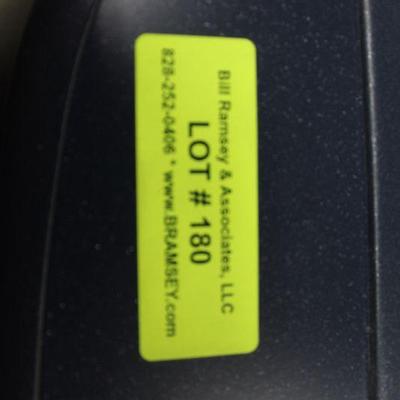 Bill Ramsey & Associates, LLC
LOT # 180
828-252-0406 * www.BRAMSEY.com